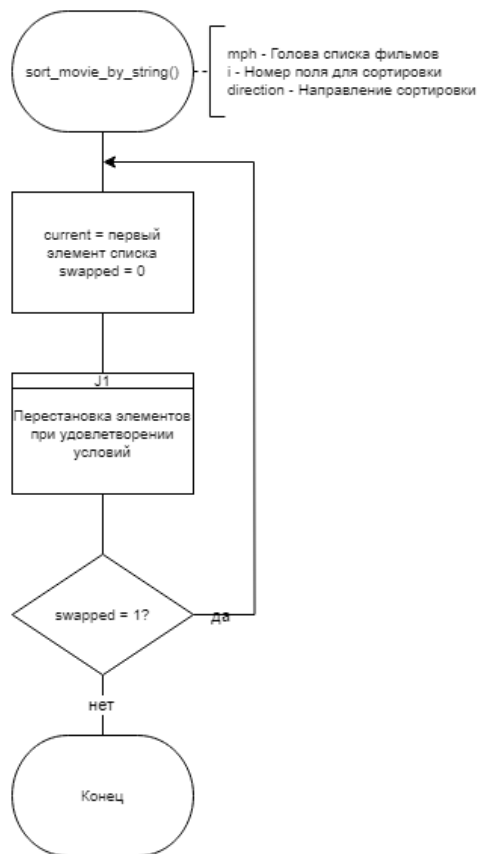 sort_movie_by_string()
mph - Голова списка фильмов
i - Номер поля для сортировки
direction - Направление сортировки
current = первый
элемент списка
swapped = 0
J1
Перестановка элементов
при удовлетворении
условий
swapped = 1?
да
нет
Конец